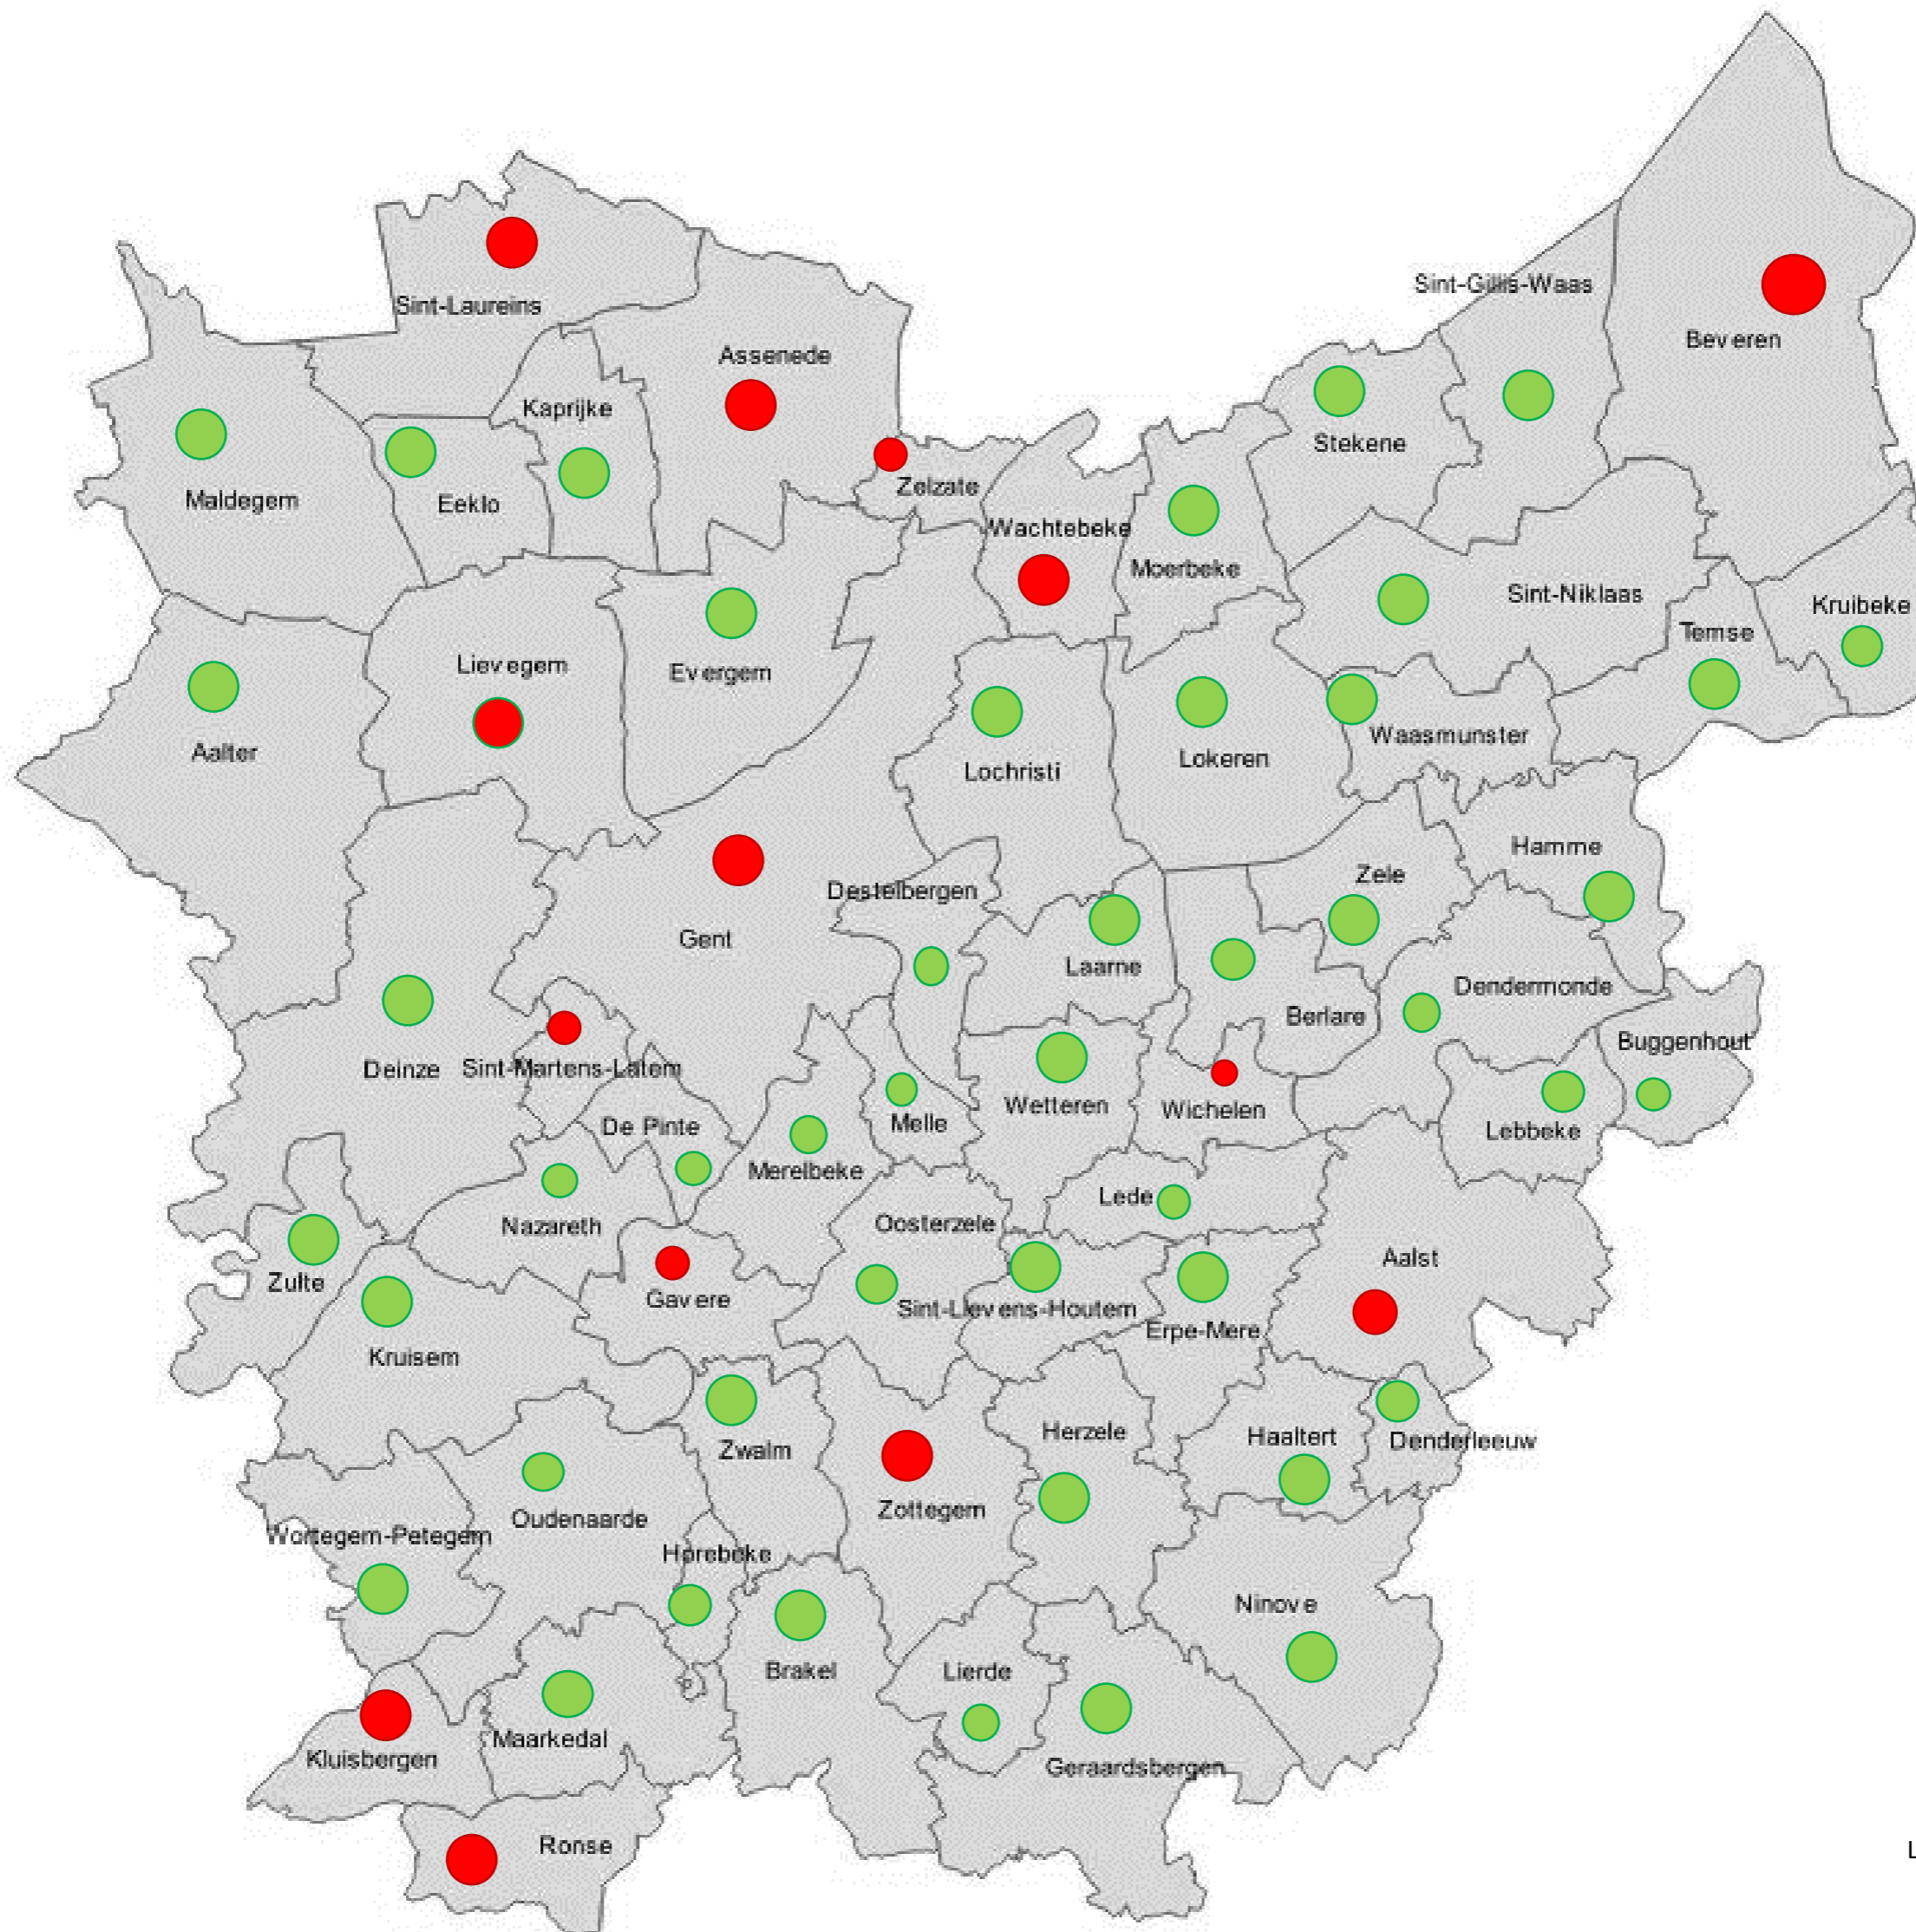 Sint-Gillis-Waas
Sint-Laureins
Beveren
Assenede
Kaprijke
Stekene
Zelzate
Maldegem
Eeklo
Wachtebeke
Moerbeke
Sint-Niklaas
Kruibeke
Temse
Lievegem
Evergem
Waasmunster
Aalter
Lokeren
Lochristi
Hamme
Zele
Destelbergen
Gent
Laarne
Dendermonde
Berlare
Buggenhout
Deinze
Sint-Martens-Latem
Wetteren
Wichelen
Melle
De Pinte
Lebbeke
Merelbeke
Lede
Nazareth
Oosterzele
Aalst
Zulte
Gavere
Sint-Lievens-Houtem
Erpe-Mere
Kruisem
Herzele
Haaltert
Denderleeuw
Zwalm
Zottegem
Oudenaarde
Wortegem-Petegem
Horebeke
Ninove
Brakel
Lierde
Maarkedal
Kluisbergen
Geraardsbergen
Ronse
L